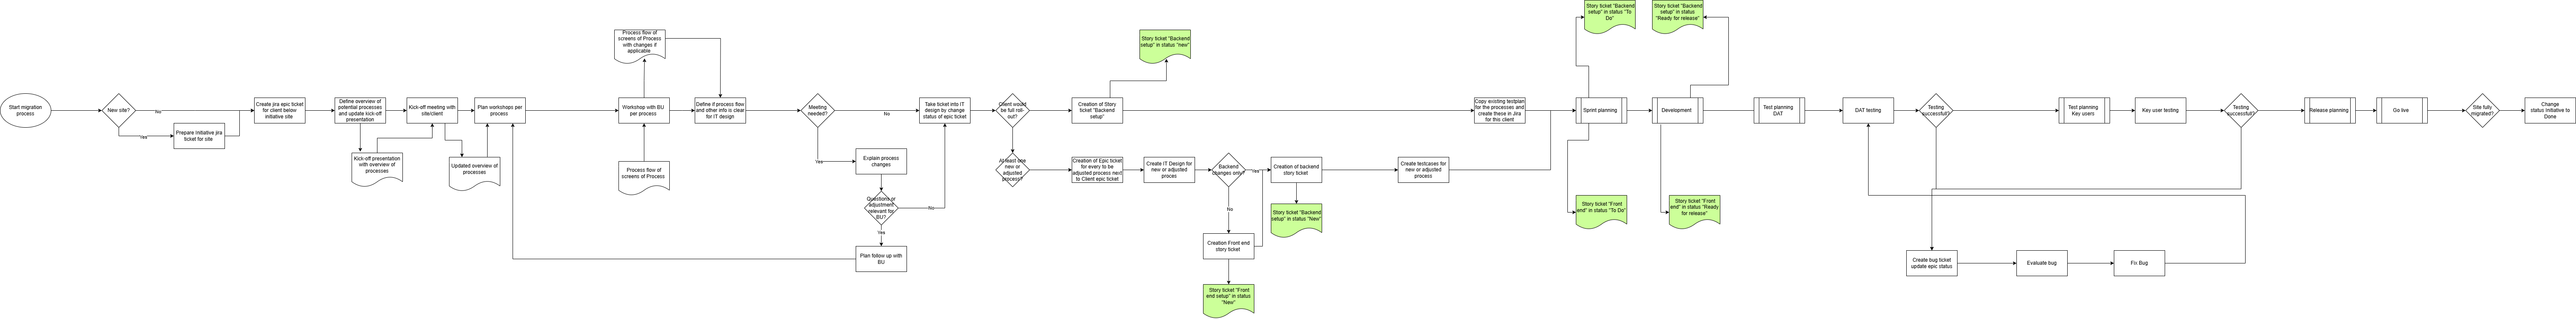 Story ticket "Backend
setup" in status "To
Do"
Story ticket "Backend
setup" in status
"Ready for release"
Process flow of
screens of Process
with changes if
applicable
Story ticket "Backend
setup" in status "new"
Start migration
process
New site?
No
Yes
Prepare initiative jira
ticket for site
Create jira epic ticket
for client below
initiative site
Define overview of
potential processes
and update kick-off
presentation
Kick-off meeting with
site/client
Plan workshops per
process
Kick-off presentation
with overview of
processes
Updated overview of
processes
Workshop with BU
per process
Process flow of
screens of Process
Define if process flow
and other info is clear
for IT design
Meeting
needed?
No
Yes
Explain process
changes
Questions or
adjustment
relevant for
BU?
No
Yes
Plan follow up with
BU
Take ticket into IT
design by change
status of epic ticket
Client would
be full roll-
out?
Creation of Story
ticket "Backend
setup"
At least one
new or
adjusted
process?
Creation of Epic ticket
for every to be
adjusted process next
to Client epic ticket
Create IT Design for
new or adjusted
proces
Backend
changes only?
Yes
No
Creation of backend
story ticket
Story ticket "Backend
setup" in status "New"
Creation Front end
story ticket
Story ticket "Front
end setup" in status
"New"
Create testcases for
new or adjusted
process
Copy existing testplan
for the processes and
create these in Jira
for this client
Sprint planning
Development
Story ticket "Front
end" in status "To Do"
Story ticket "Front
end" in status "Ready
for release"
Test planning
DAT
DAT testing
Testing
successful?
Test planning
Key users
Key user testing
Testing
successful?
Release planning
Go live
Site fully
migrated?
Change
status initiative to
Done
Create bug ticket
update epic status
Evaluate bug
Fix Bug